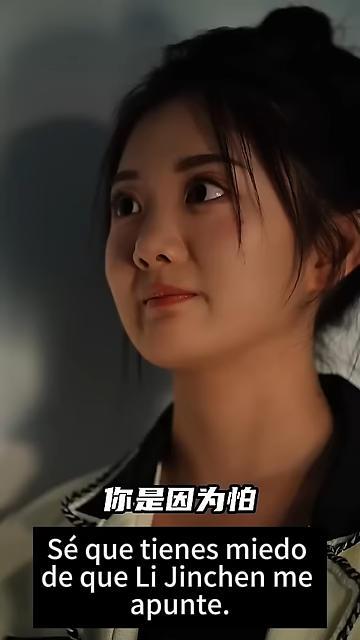 你是因为怕
Sé que tienes miedo
de que Li Jinchen me
apunte.